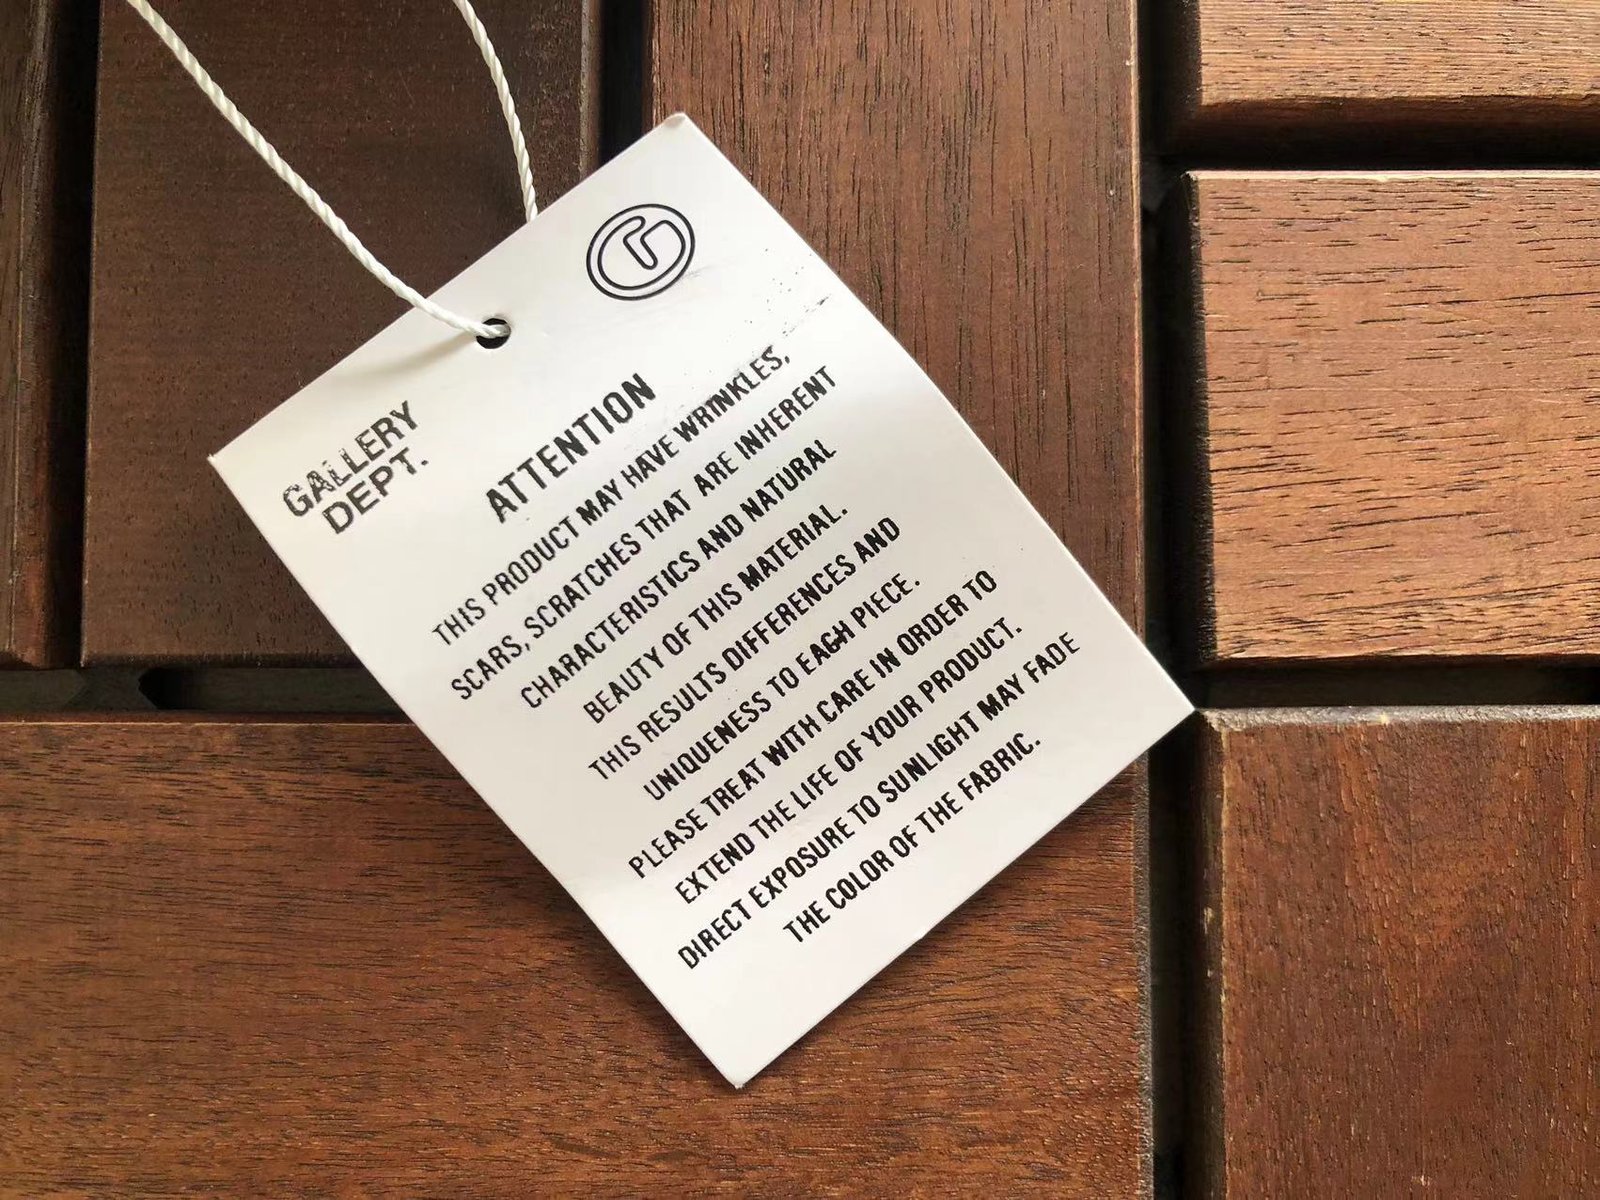 GALLERY
DEPT.
ATTENTION
THIS PRODUCT MAY HAVE WRINKLES,
SCARS, SCRATCHES THAT ARE INHERENT
CHARACTERISTICS AND NATURAL
BEAUTY OF THIS MATERIAL.
THIS RESULTS DIFFERENCES AND
UNIQUENESS TO EACH PIECE.
PLEASE TREAT WITH CARE IN ORDER TO
EXTEND THE LIFE OF YOUR PRODUCT.
DIRECT EXPOSURE TO SUNLIGHT MAY FADE
THE COLOR OF THE FABRIC.